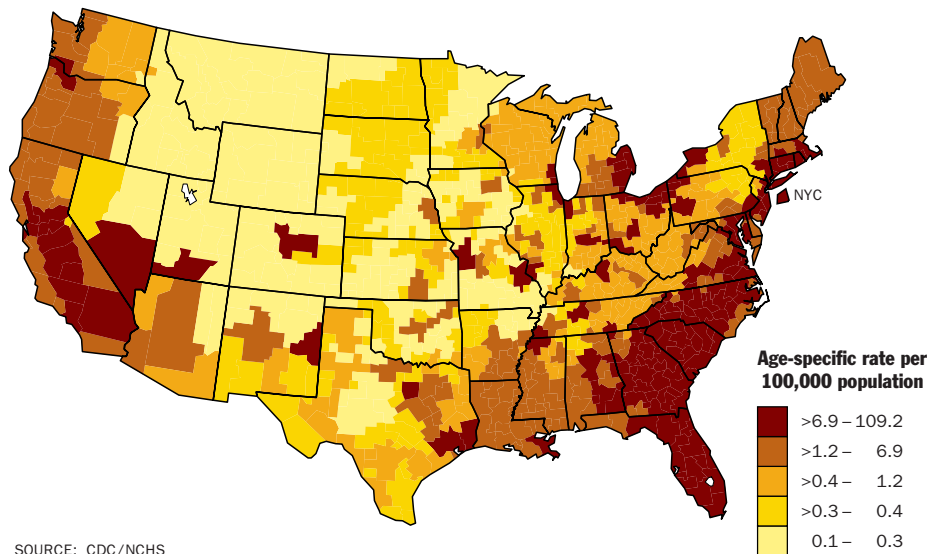 NYC
Age-specific rate per
100,000 population
>6.9 – 109.2
>1.2 – 6.9
>0.4 – 1.2
>0.3 – 0.4
0.1 – 0.3
SOURCE: CDC/NCHS